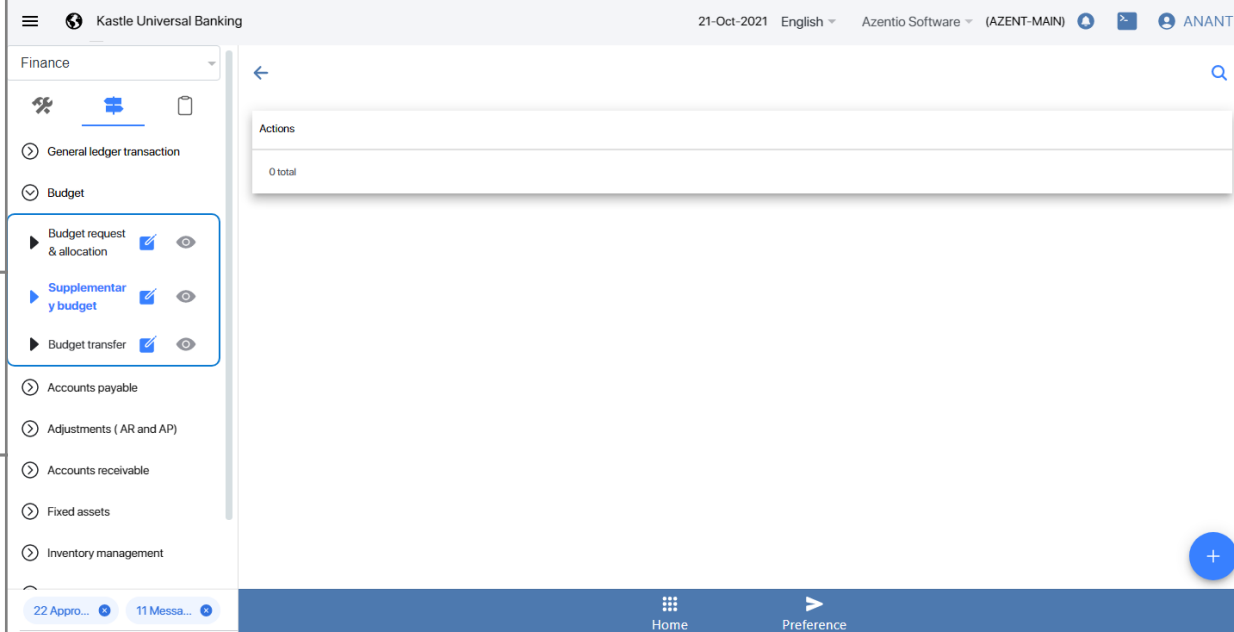 Kastle Universal Banking
21-Oct-2021 English Azentio Software (AZENT-MAIN) ANANT
Finance
General ledger transaction
Budget
Budget request
& allocation
Supplementar
y budget
Budget transfer
Accounts payable
Adjustments ( AR and AP)
Accounts receivable
Fixed assets
Inventory management
22 Appro...
11 Messa...
Actions
0 total
Home
Preference